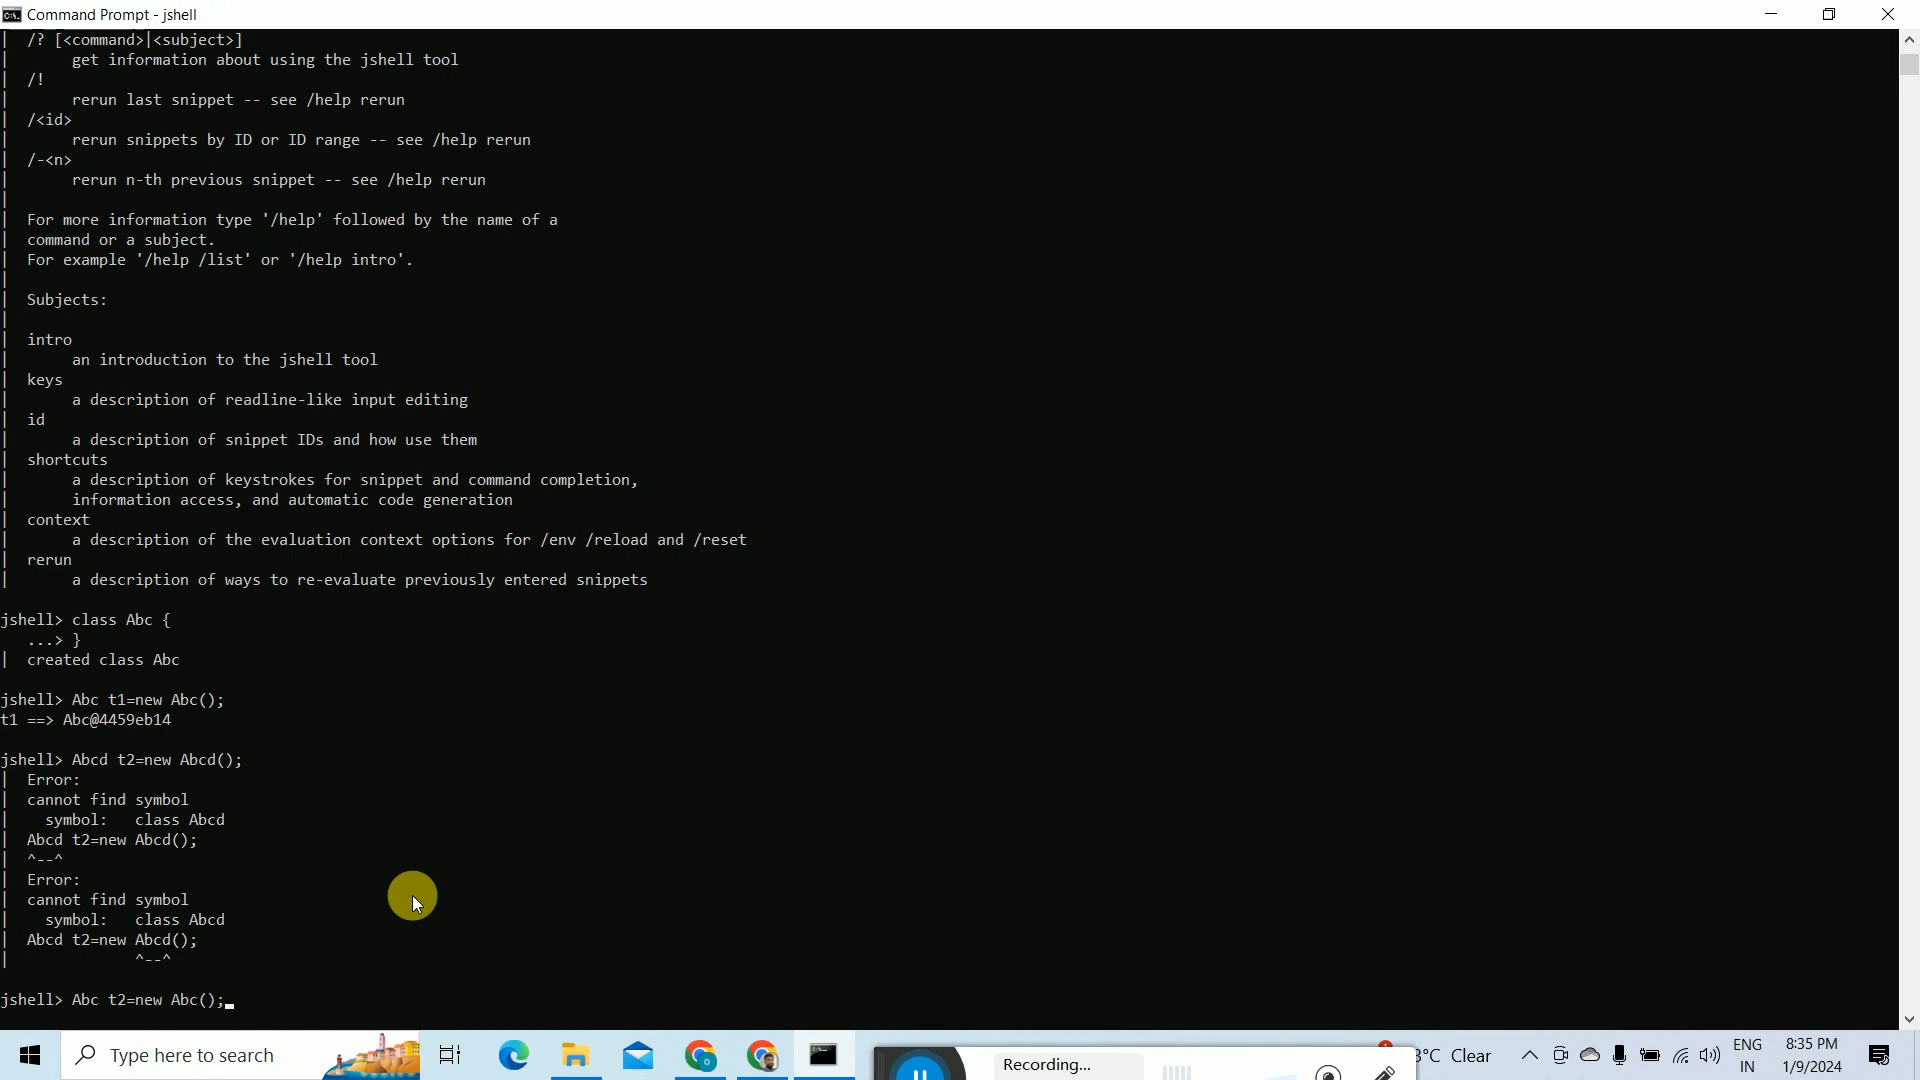 Command Prompt - jshell
| /? [<command>|<subject>]
| get information about using the jshell tool
| /!
| rerun last snippet -- see /help rerun
| /<id>
| rerun snippets by ID or ID range -- see /help rerun
| /-<n>
| rerun n-th previous snippet -- see /help rerun
|
| For more information type '/help' followed by the name of a
| command or a subject.
| For example '/help /list' or '/help intro'.
|
| Subjects:
|
| intro
| an introduction to the jshell tool
| keys
| a description of readline-like input editing
| id
| a description of snippet IDs and how use them
| shortcuts
| a description of keystrokes for snippet and command completion,
| information access, and automatic code generation
| context
| a description of the evaluation context options for /env /reload and /reset
| rerun
| a description of ways to re-evaluate previously entered snippets
jshell> class Abc {
...> }
| created class Abc
jshell> Abc t1=new Abc();
t1 ==> Abc@4459eb14
jshell> Abcd t2=new Abcd();
| Error:
| cannot find symbol
| symbol: class Abcd
| Abcd t2=new Abcd();
| ^--^
| Error:
| cannot find symbol
| symbol: class Abcd
| Abcd t2=new Abcd();
| ^--^
jshell> Abc t2=new Abc();
Type here to search
Recording...
3°C Clear
ENG
IN
8:35 PM
1/9/2024